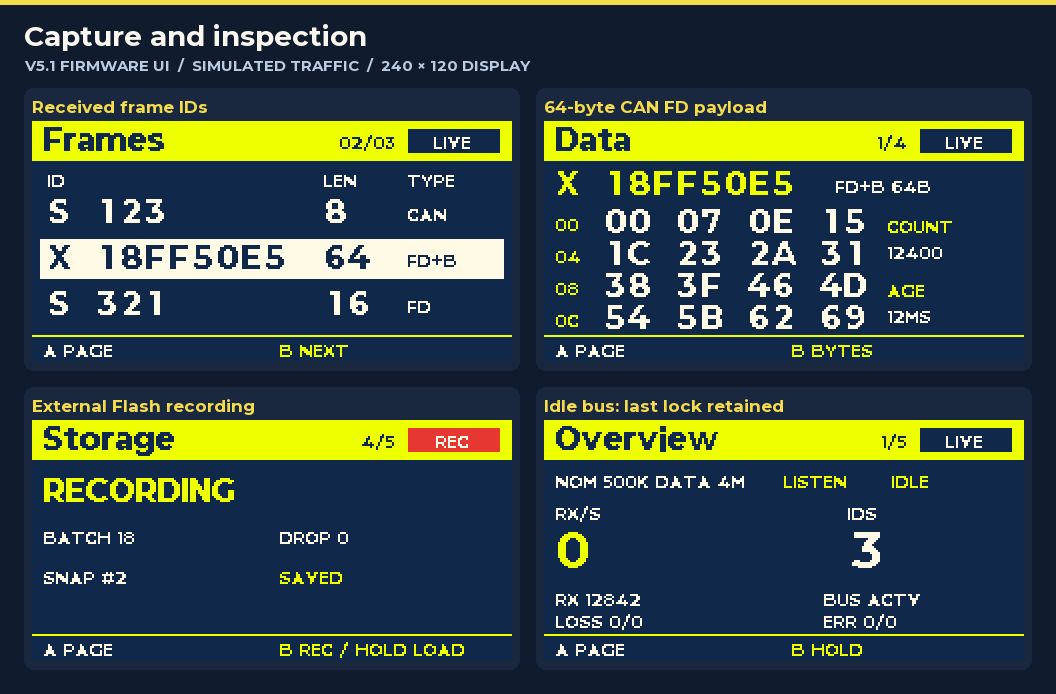 Capture and inspection
V5.1 FIRMWARE UI / SIMULATED TRAFFIC / 240 × 120 DISPLAY
Received frame IDs
Frames 02/03 LIVE
ID LEN TYPE
S 123 8 CAN
X 18FF50E5 64 FD+B
S 321 16 FD
A PAGE B NEXT
64-byte CAN FD payload
Data 1/4 LIVE
X 18FF50E5 FD+B 64B
00 00 07 0E 15 COUNT
04 1C 23 2A 31 12400
08 38 3F 46 4D AGE
0C 54 5B 62 69 12MS
A PAGE B BYTES
External Flash recording
Storage 4/5 REC
RECORDING
BATCH 18 DROP 0
SNAP #2 SAVED
A PAGE B REC / HOLD LOAD
Idle bus: last lock retained
Overview 1/5 LIVE
NOM 500K DATA 4M LISTEN IDLE
RX/S IDS
0 3
RX 12842 BUS ACTV
LOSS 0/0 ERR 0/0
A PAGE B HOLD